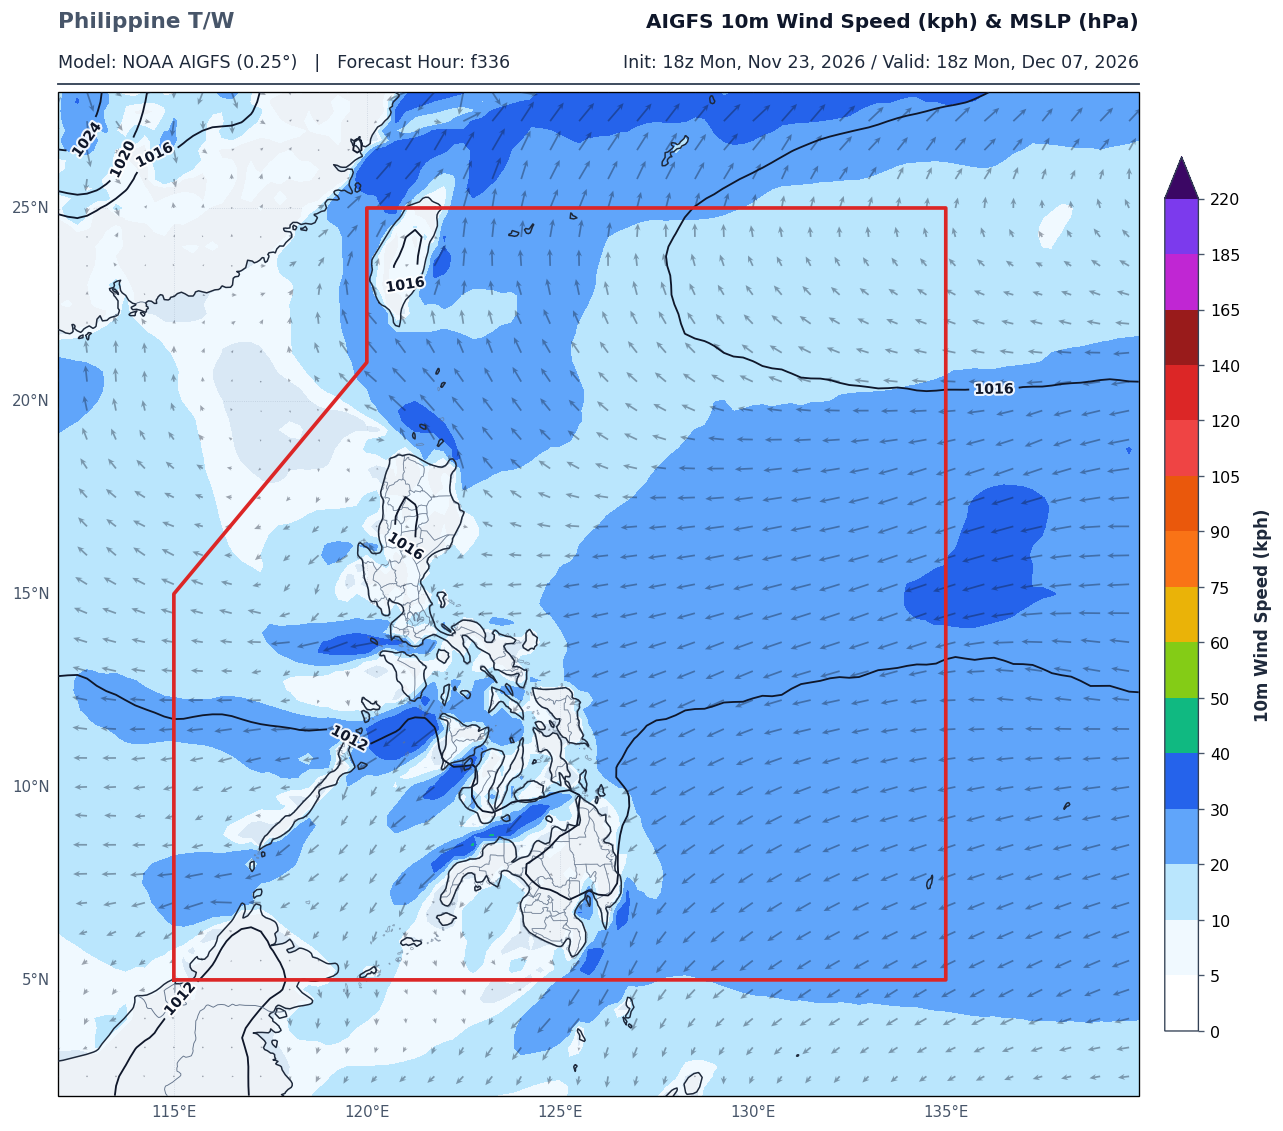 Philippine T/W
AIGFS 10m Wind Speed (kph) & MSLP (hPa)
Model: NOAA AIGFS (0.25°) | Forecast Hour: f336
Init: 18z Mon, Nov 23, 2026 / Valid: 18z Mon, Dec 07, 2026
1024
1020
1016
25°N
1016
20°N
1016
1016
15°N
1012
10°N
5°N
1012
115°E
120°E
125°E
130°E
135°E
220
185
165
140
120
105
90
75
60
50
40
30
20
10
5
0
10m Wind Speed (kph)